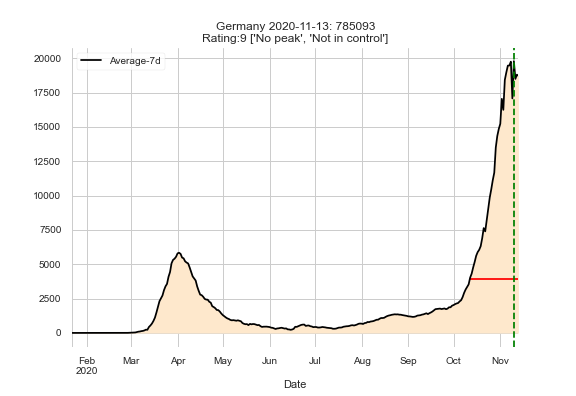 Germany 2020-11-13: 785093
Rating:9 ['No peak', 'Not in control']
Average-7d
20000
17500
15000
12500
10000
7500
5000
2500
0
Feb Mar Apr May Jun Jul Aug Sep Oct Nov
2020
Date